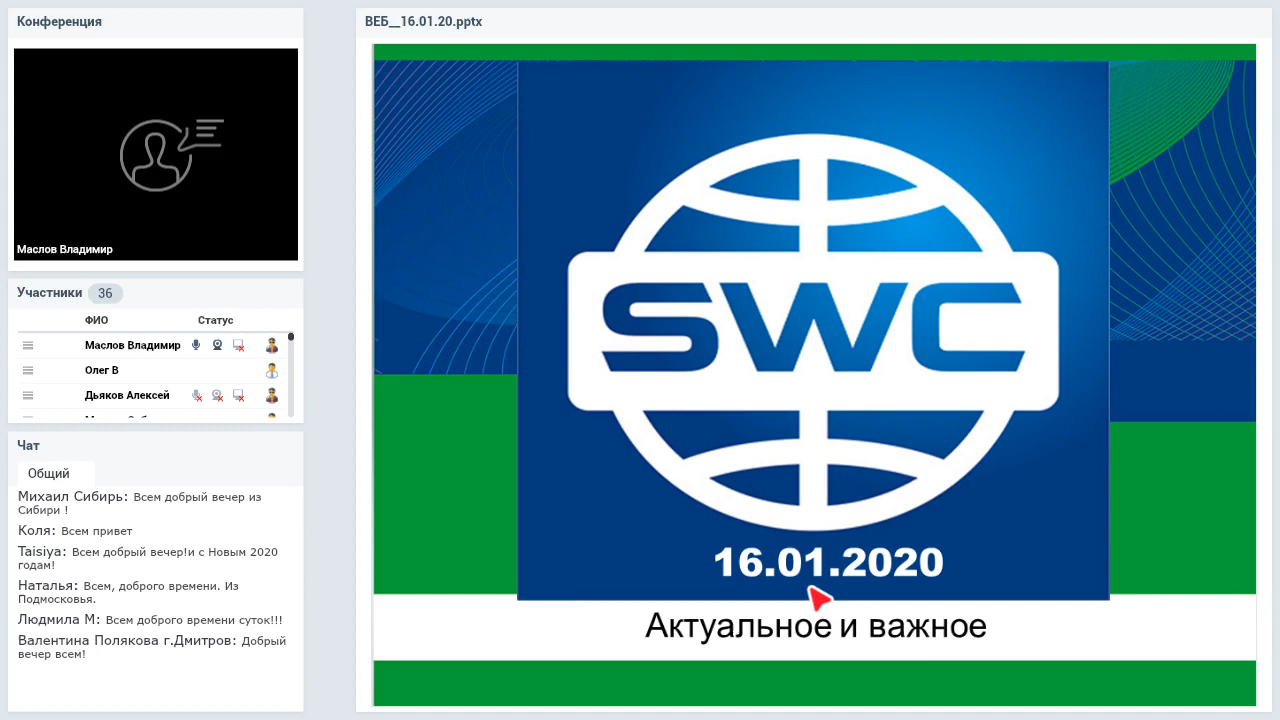 Конференция
Маслов Владимир
Участники 36
ФИО Статус
Маслов Владимир
Олег В
Дьяков Алексей
Чат
Общий
Михаил Сибирь: Всем добрый вечер из
Сибири !
Коля: Всем привет
Taisiya: Всем добрый вечер!и с Новым 2020
годам!
Наталья: Всем, доброго времени. Из
Подмосковья.
Людмила М: Всем доброго времени суток!!!
Валентина Полякова г.Дмитров: Добрый
вечер всем!
ВЕБ__16.01.20.pptx
SWC
16.01.2020
Актуальное и важное